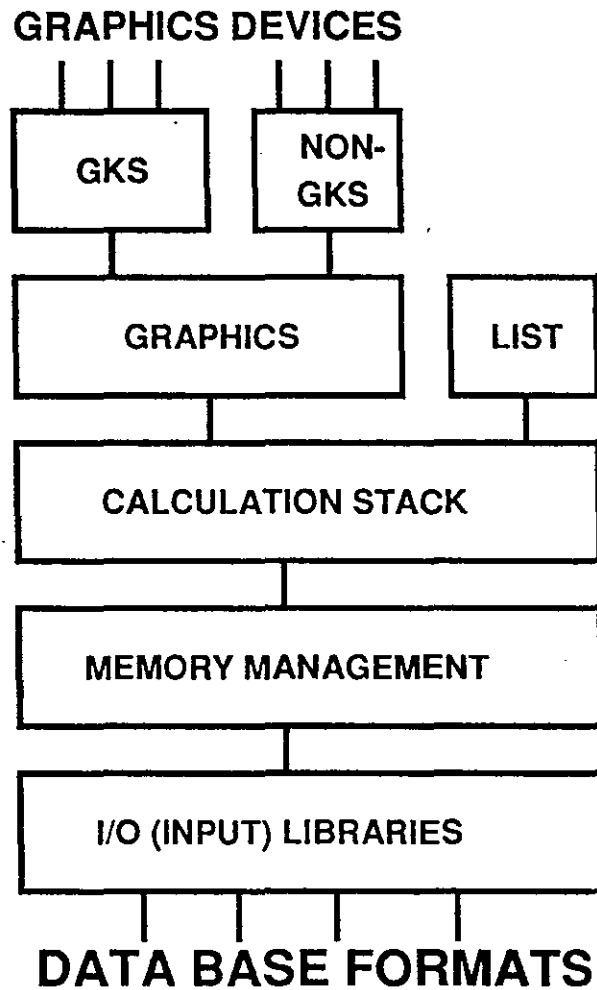 GRAPHICS DEVICES
GKS
NON-
GKS
GRAPHICS
LIST
CALCULATION STACK
MEMORY MANAGEMENT
I/O (INPUT) LIBRARIES
DATA BASE FORMATS